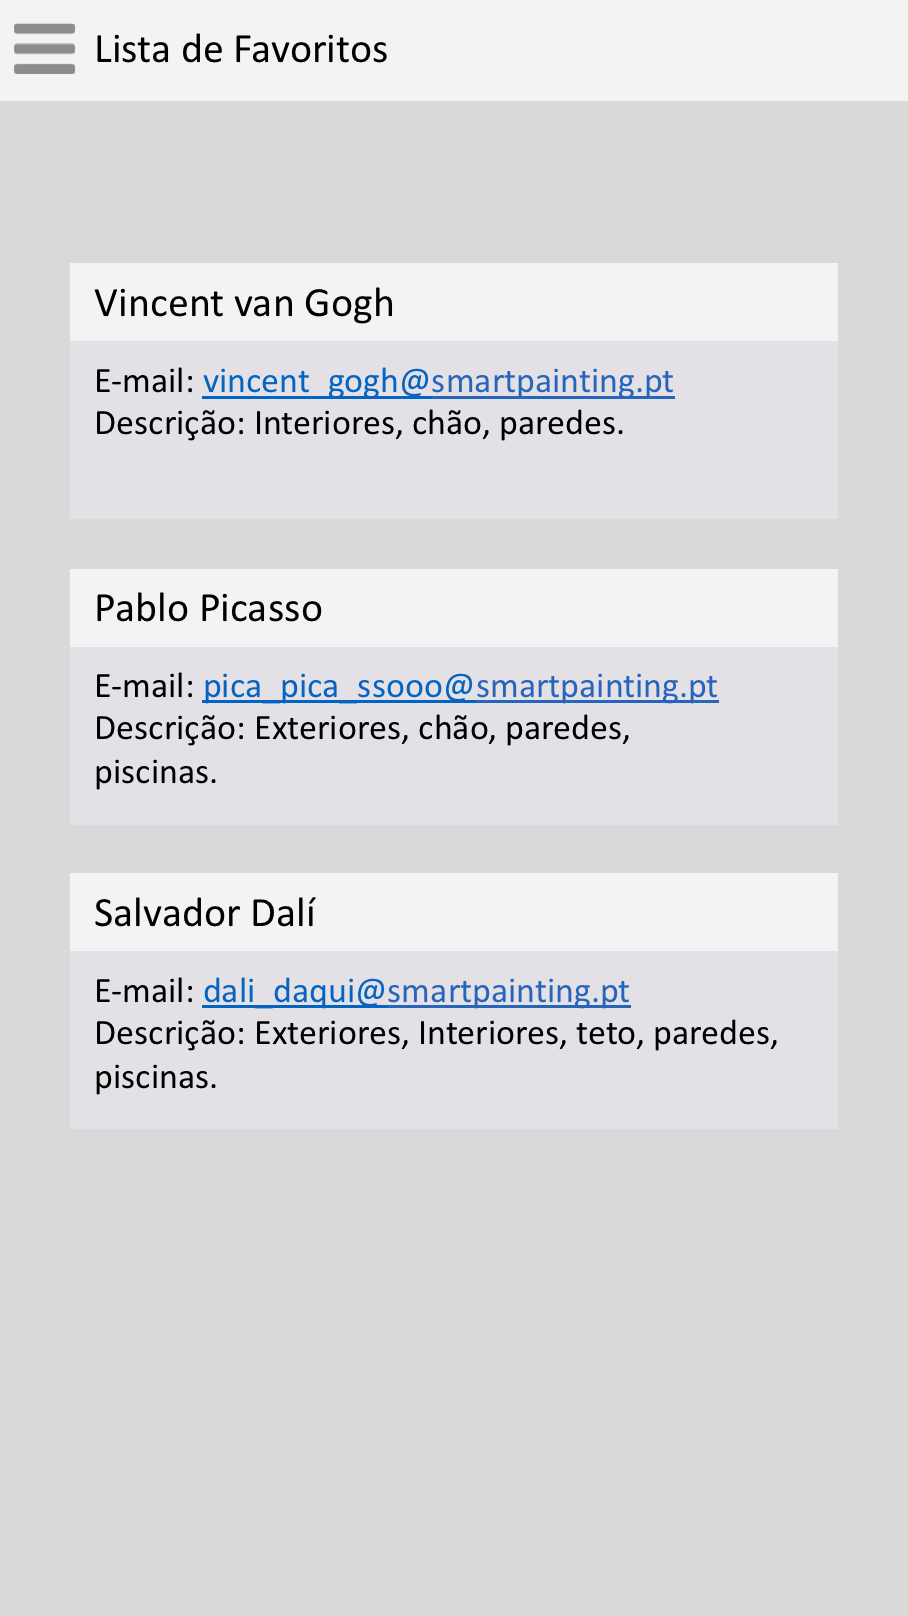 Lista de Favoritos
Vincent van Gogh
E-mail: vincent_gogh@smartpainting.pt
Descrição: Interiores, chão, paredes.
Pablo Picasso
E-mail: pica_pica_ssooo@smartpainting.pt
Descrição: Exteriores, chão, paredes,
piscinas.
Salvador Dalí
E-mail: dali_daqui@smartpainting.pt
Descrição: Exteriores, Interiores, teto, paredes,
piscinas.